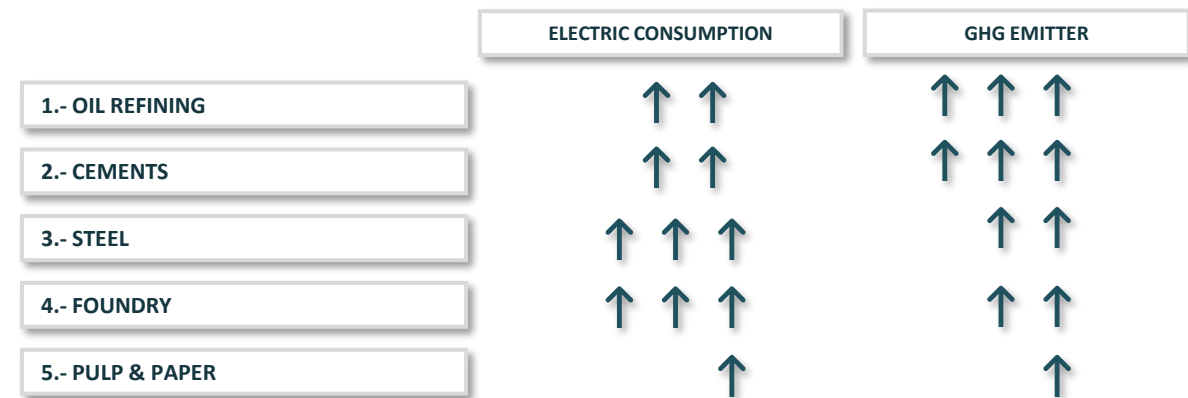 ELECTRIC CONSUMPTION GHG EMITTER
1.- OIL REFINING
2.- CEMENTS
3.- STEEL
4.- FOUNDRY
5.- PULP & PAPER